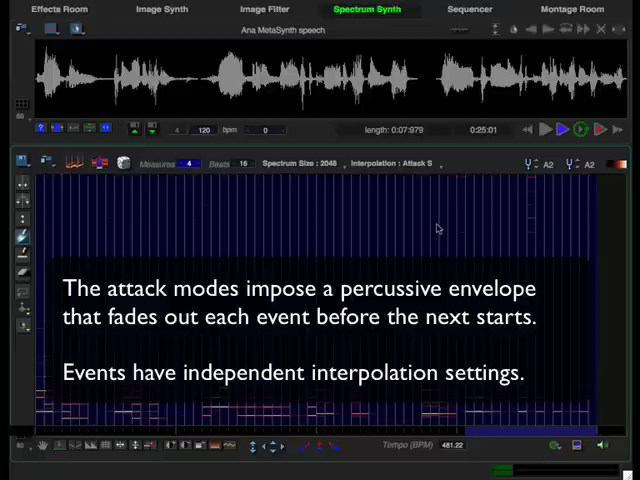 Effects Room Image Synth Image Filter Spectrum Synth Sequencer Montage Room
Ana MetaSynth speech
60
4 120 bpm - 0 length: 0:07:979 0:25:01
Measures 4 Beats 16 Spectrum Size : 2048 Interpolation : Attack S A2 A2
The attack modes impose a percussive envelope
that fades out each event before the next starts.
Events have independent interpolation settings.
Tempo (BPM) 481.22